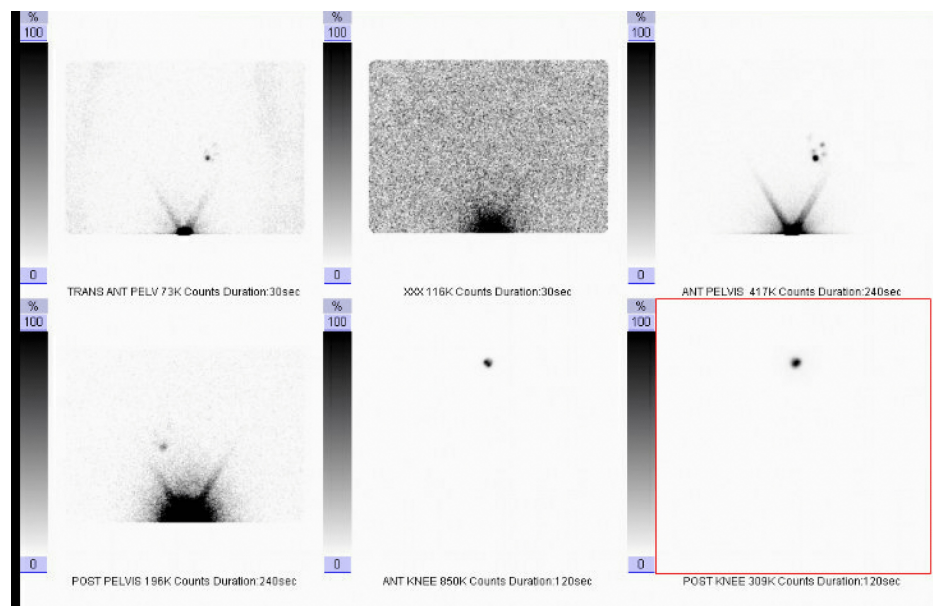 % % %
100 100 100
0 0 0
TRANS ANT PELV 73K Counts Duration:30sec XXX 116K Counts Duration:30sec ANT PELVIS 417K Counts Duration:240sec
% % %
100 100 100
0 0 0
POST PELVIS 196K Counts Duration:240sec ANT KNEE 850K Counts Duration:120sec POST KNEE 309K Counts Duration:120sec